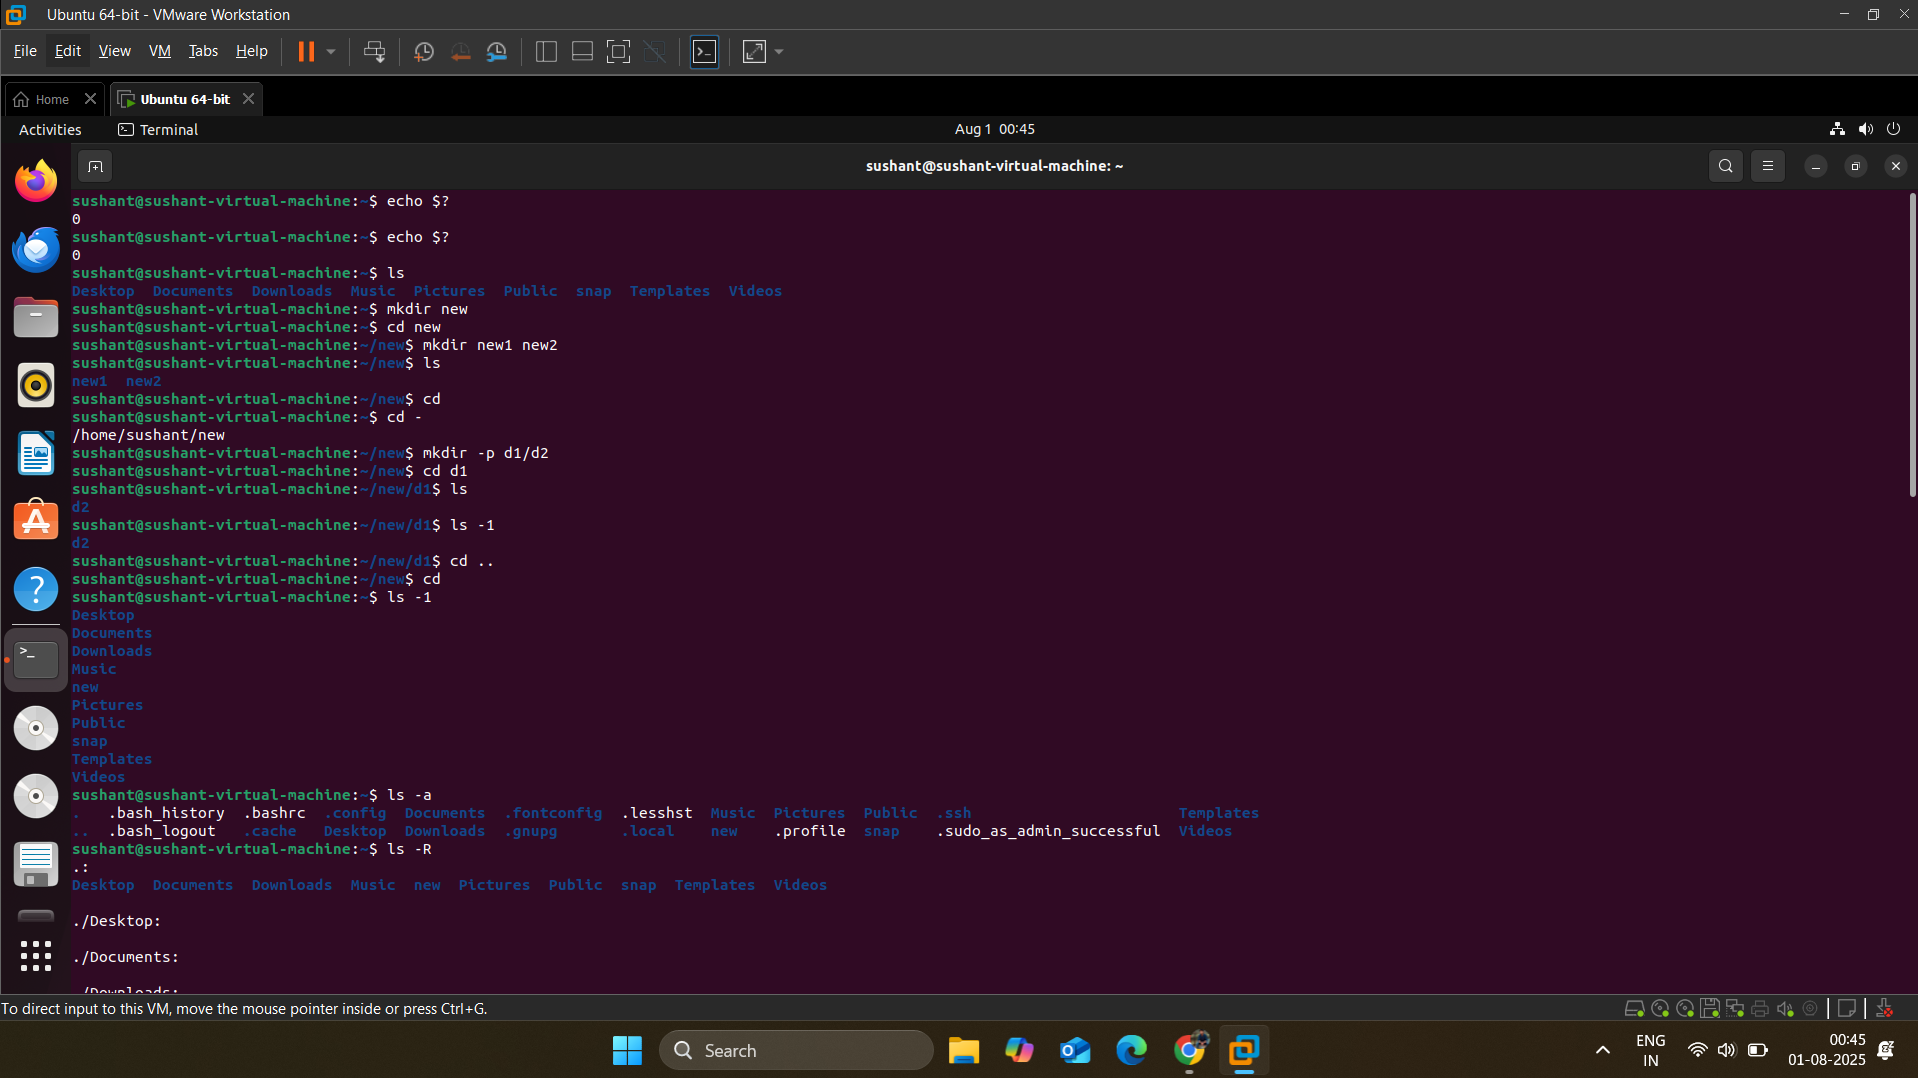 Ubuntu 64-bit - VMware Workstation
File Edit View VM Tabs Help
Home Ubuntu 64-bit
Activities Terminal Aug 1 00:45
sushant@sushant-virtual-machine: ~
sushant@sushant-virtual-machine:~$ echo $?
0
sushant@sushant-virtual-machine:~$ echo $?
0
sushant@sushant-virtual-machine:~$ ls
Desktop Documents Downloads Music Pictures Public snap Templates Videos
sushant@sushant-virtual-machine:~$ mkdir new
sushant@sushant-virtual-machine:~$ cd new
sushant@sushant-virtual-machine:~/new$ mkdir new1 new2
sushant@sushant-virtual-machine:~/new$ ls
new1 new2
sushant@sushant-virtual-machine:~/new$ cd
sushant@sushant-virtual-machine:~$ cd -
/home/sushant/new
sushant@sushant-virtual-machine:~/new$ mkdir -p d1/d2
sushant@sushant-virtual-machine:~/new$ cd d1
sushant@sushant-virtual-machine:~/new/d1$ ls
d2
sushant@sushant-virtual-machine:~/new/d1$ ls -1
d2
sushant@sushant-virtual-machine:~/new/d1$ cd ..
sushant@sushant-virtual-machine:~/new$ cd
sushant@sushant-virtual-machine:~$ ls -1
Desktop
Documents
Downloads
Music
new
Pictures
Public
snap
Templates
Videos
sushant@sushant-virtual-machine:~$ ls -a
. .bash_history .bashrc .config Documents .fontconfig .lesshst Music Pictures Public .ssh Templates
.. .bash_logout .cache Desktop Downloads .gnupg .local new .profile snap .sudo_as_admin_successful Videos
sushant@sushant-virtual-machine:~$ ls -R
.:
Desktop Documents Downloads Music new Pictures Public snap Templates Videos
./Desktop:
./Documents:
./Downloads:
To direct input to this VM, move the mouse pointer inside or press Ctrl+G.
Search
ENG
IN
00:45
01-08-2025